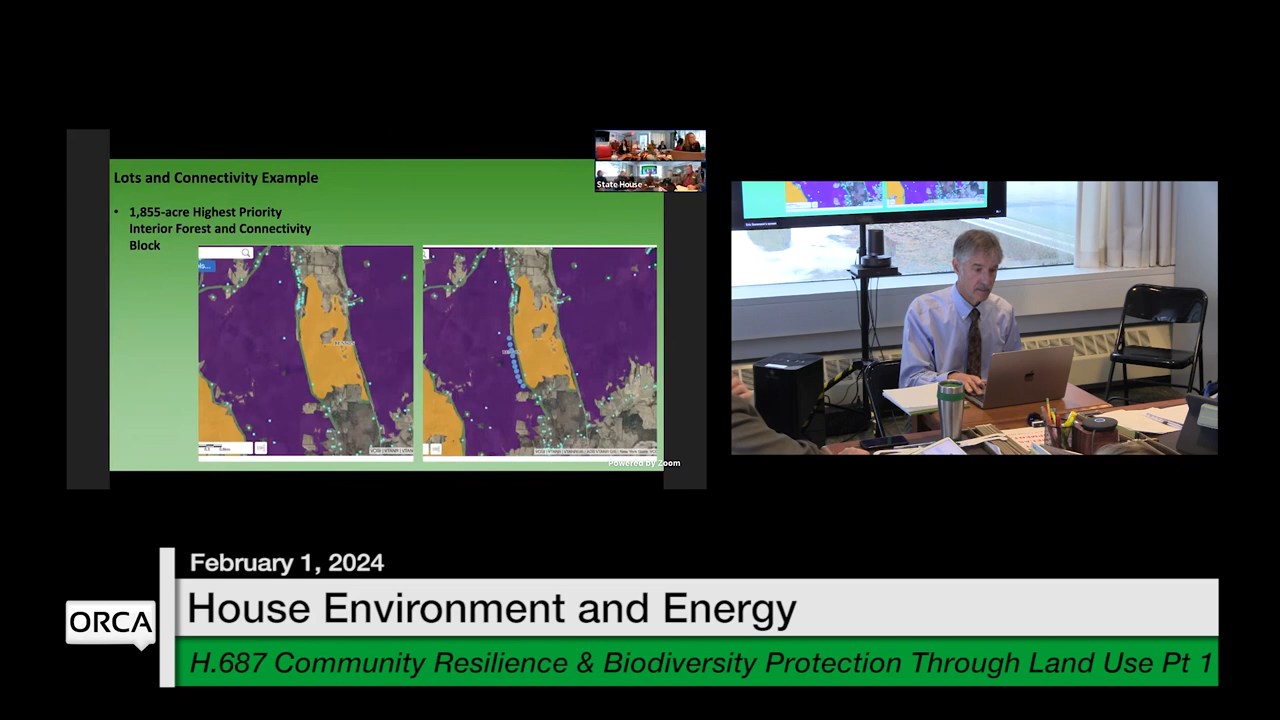 Lots and Connectivity Example
• 1,855-acre Highest Priority
Interior Forest and Connectivity
Block
State House
Powered by Zoom
February 1, 2024
House Environment and Energy
ORCA
H.687 Community Resilience & Biodiversity Protection Through Land Use Pt 1